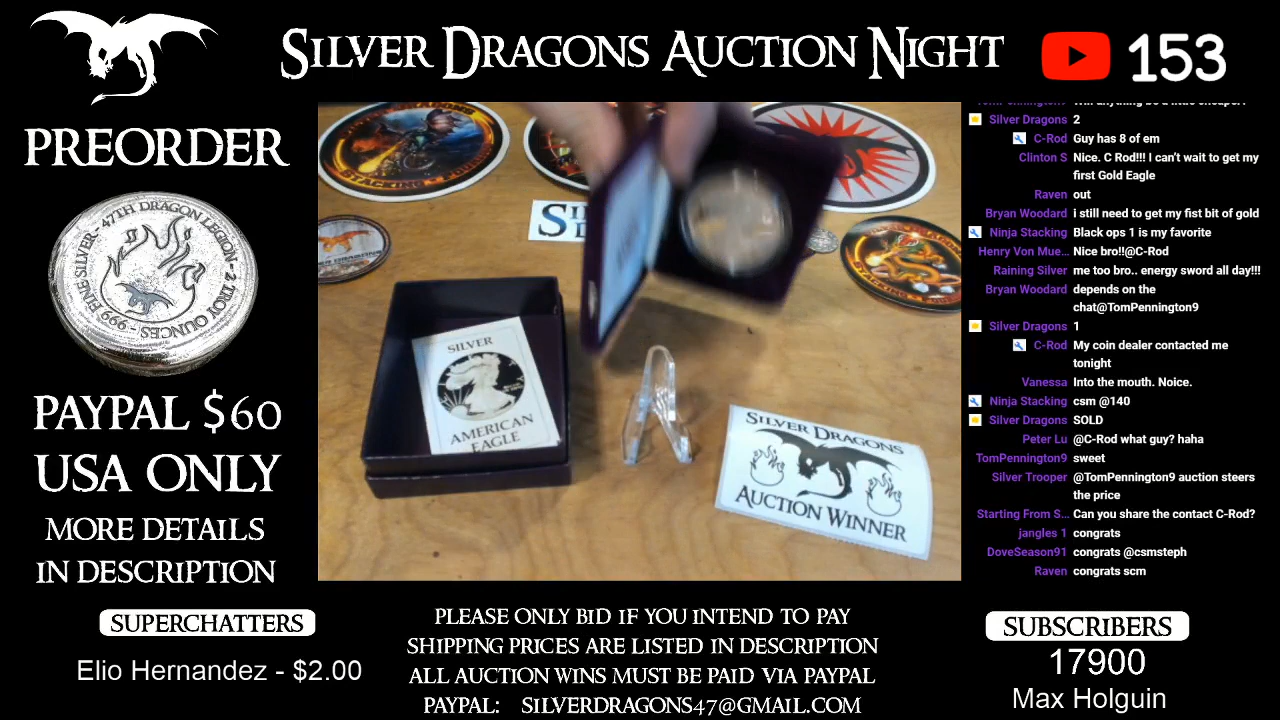 SILVER DRAGONS AUCTION NIGHT
153
PREORDER
.999 FINE SILVER - 47TH DRAGON LEGION - 2 TROY OUNCES -
PAYPAL $60
USA ONLY
MORE DETAILS
IN DESCRIPTION
SILVER
AMERICAN
EAGLE
SILVER DRAGONS
AUCTION WINNER
Silver Dragons 2
C-Rod Guy has 8 of em
Clinton S Nice. C Rod!!! I can't wait to get my
first Gold Eagle
Raven out
Bryan Woodard i still need to get my fist bit of gold
Ninja Stacking Black ops 1 is my favorite
Henry Von Mue... Nice bro!!@C-Rod
Raining Silver me too bro.. energy sword all day!!!
Bryan Woodard depends on the
chat@TomPennington9
Silver Dragons 1
C-Rod My coin dealer contacted me
tonight
Vanessa Into the mouth. Noice.
Ninja Stacking csm @140
Silver Dragons SOLD
Peter Lu @C-Rod what guy? haha
TomPennington9 sweet
Silver Trooper @TomPennington9 auction steers
the price
Starting From S... Can you share the contact C-Rod?
jangles 1 congrats
DoveSeason91 congrats @csmsteph
Raven congrats scm
SUPERCHATTERS
Elio Hernandez - $2.00
PLEASE ONLY BID IF YOU INTEND TO PAY
SHIPPING PRICES ARE LISTED IN DESCRIPTION
ALL AUCTION WINS MUST BE PAID VIA PAYPAL
PAYPAL: SILVERDRAGONS47@GMAIL.COM
SUBSCRIBERS
17900
Max Holguin